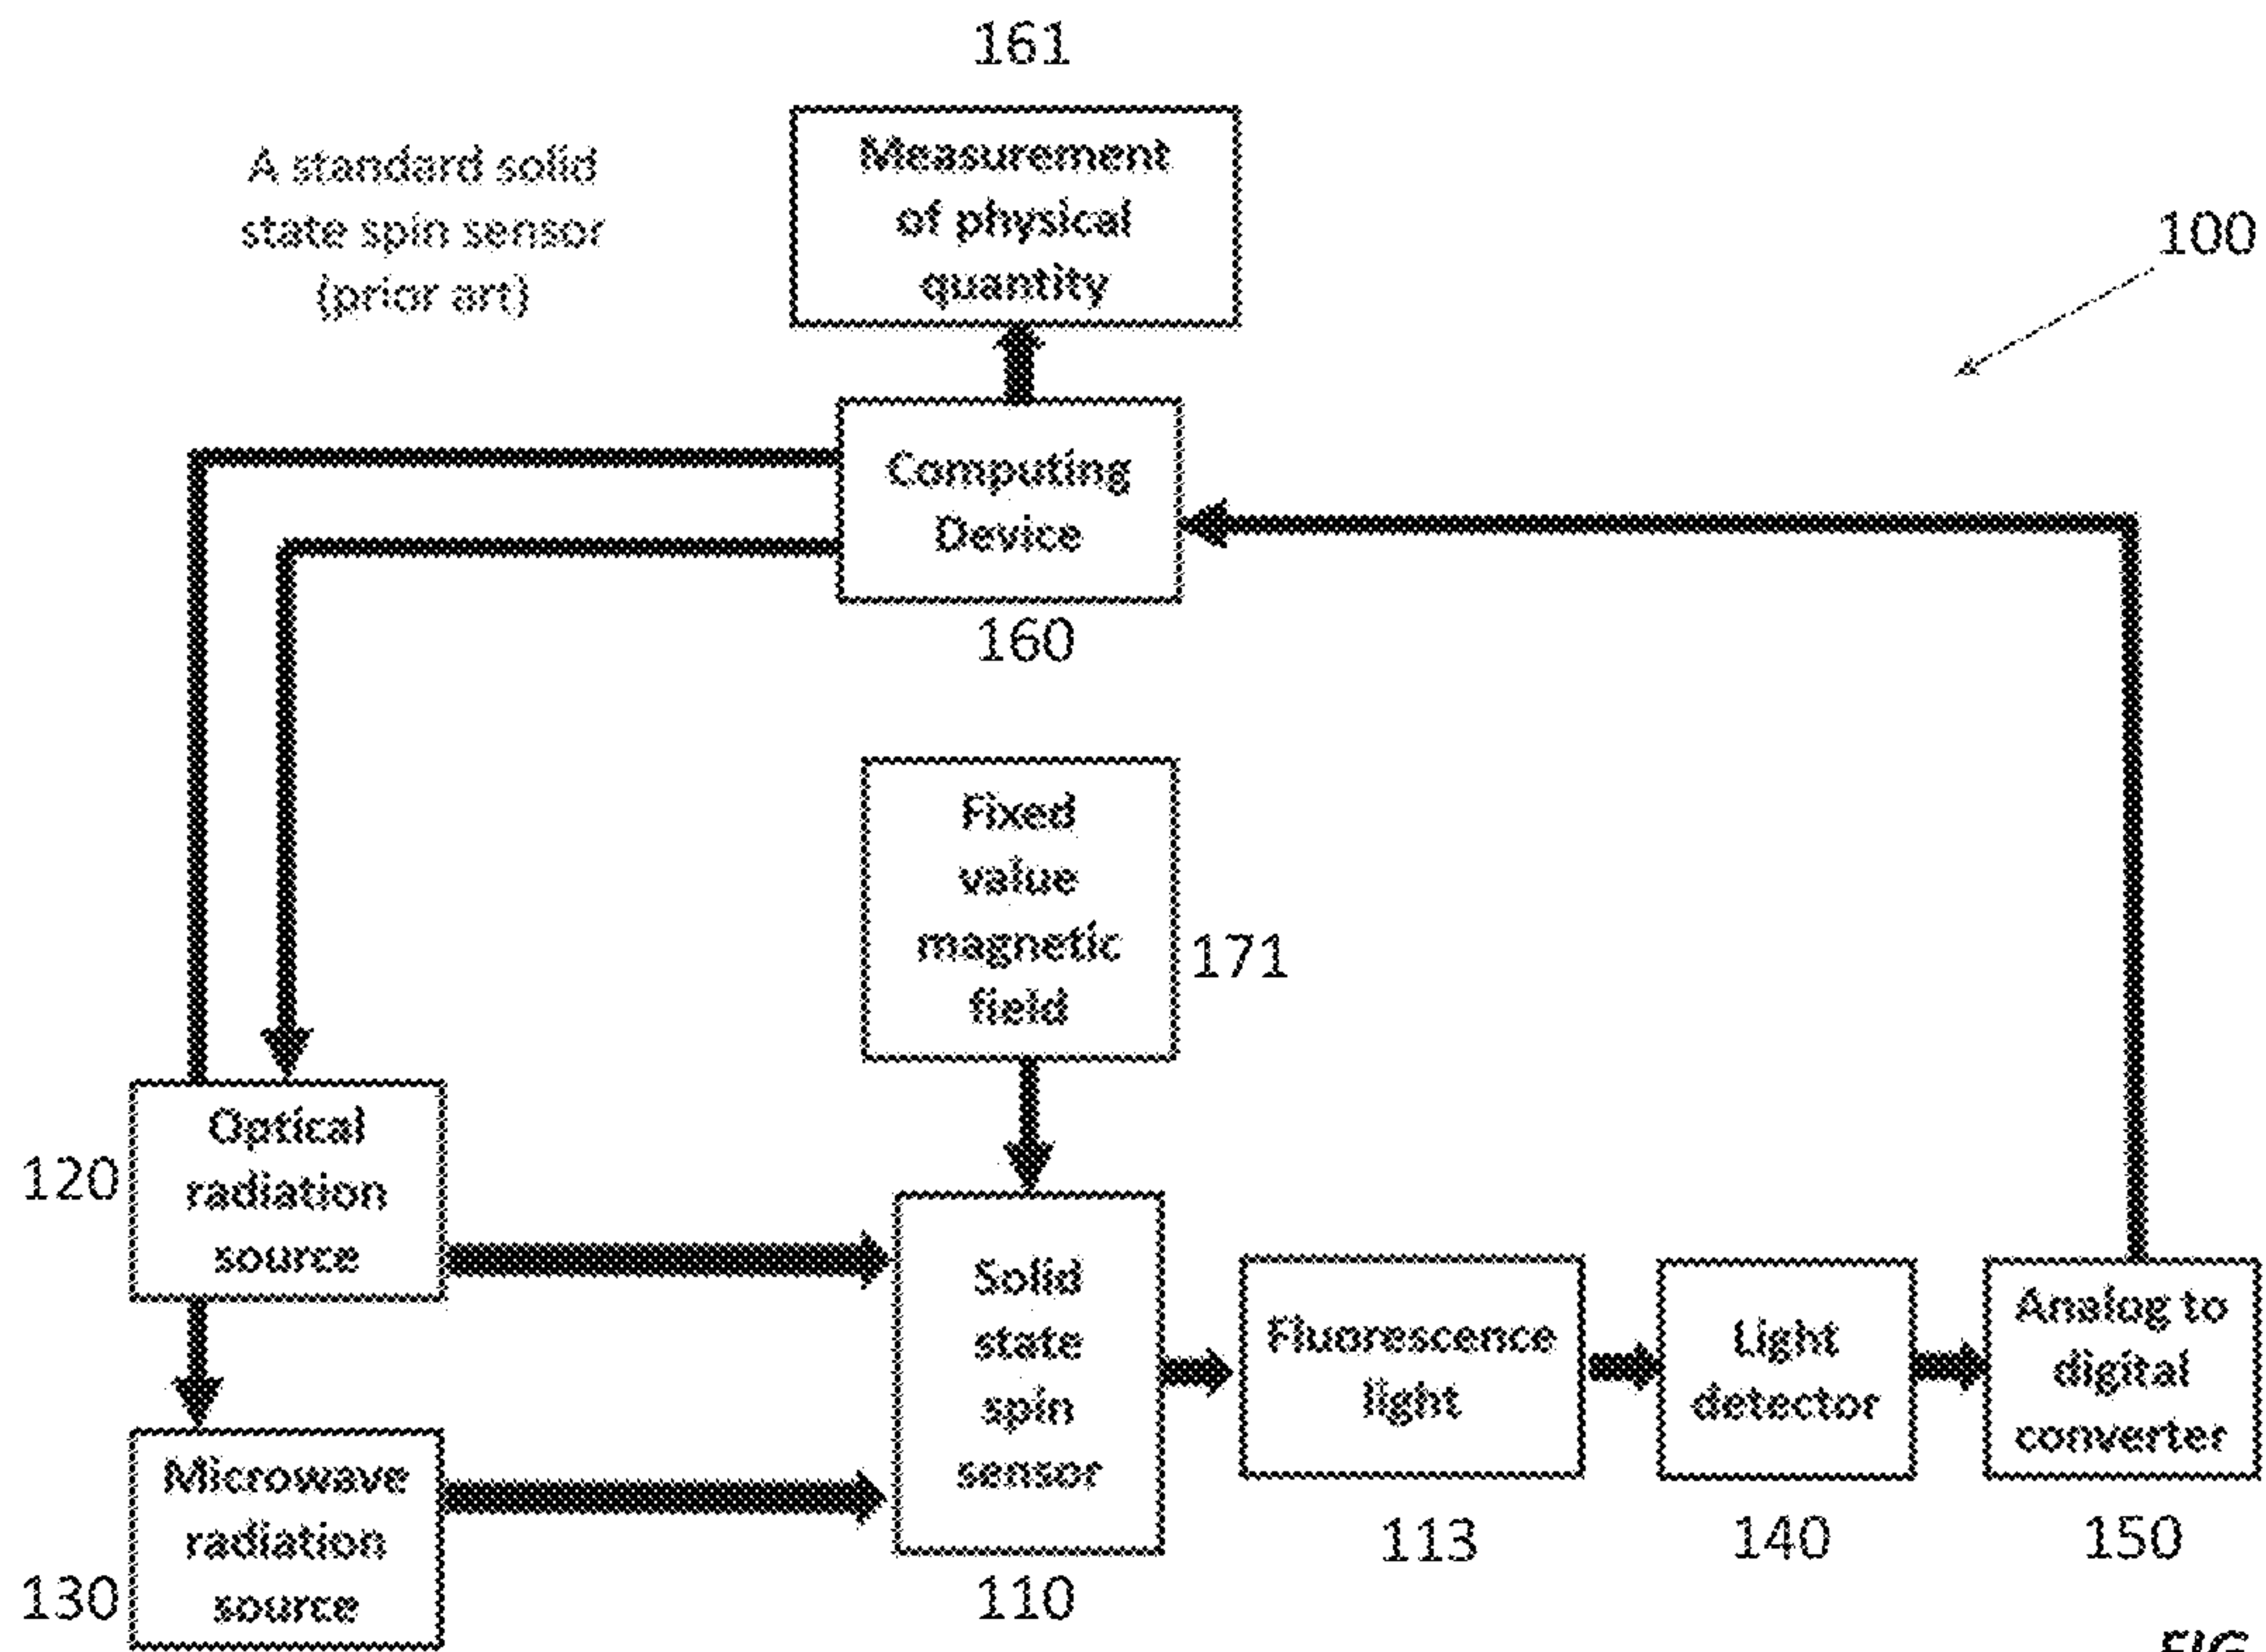 161
A standard solid
state spin sensor
(prior art)
Measurement
of physical
quantity
100
Computing
Device
160
Fixed
value
magnetic
field
171
120
Optical
radiation
source
Solid
state
spin
sensor
110
Fluorescence
light
113
Light
detector
140
Analog to
digital
converter
150
130
Microwave
radiation
source